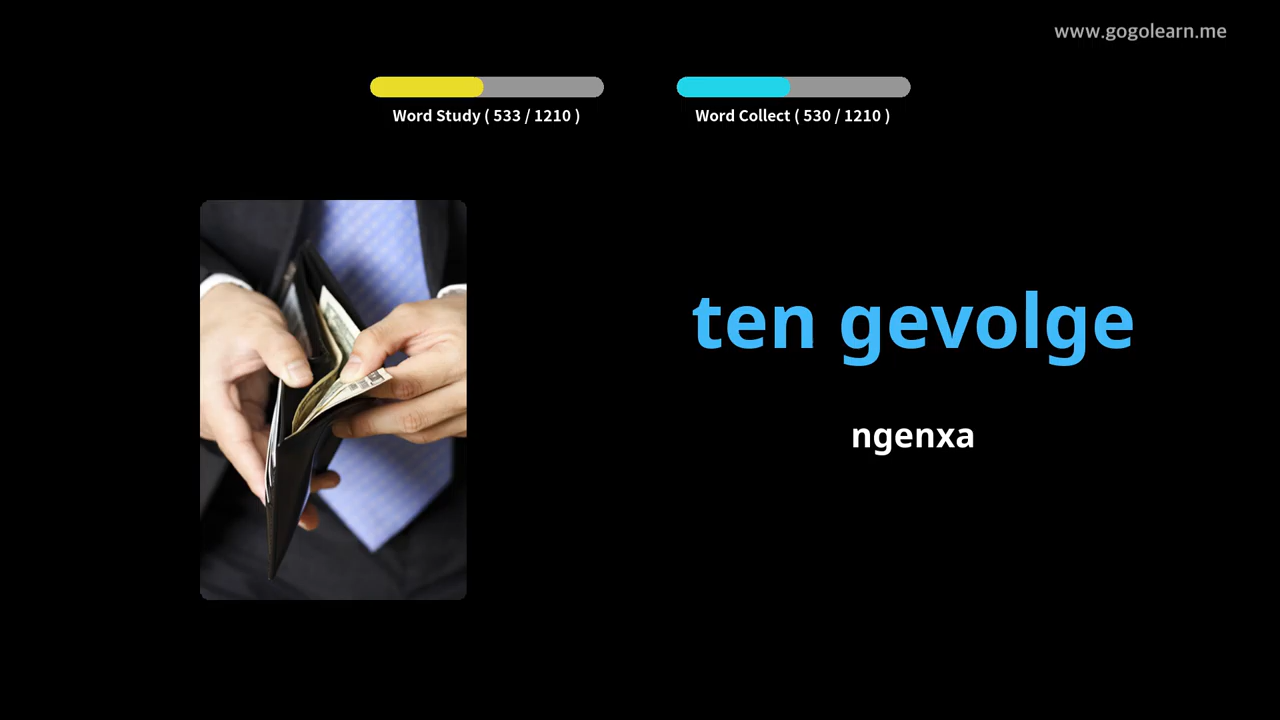 www.gogolearn.me
Word Study ( 533 / 1210 )
Word Collect ( 530 / 1210 )
ten gevolge
ngenxa